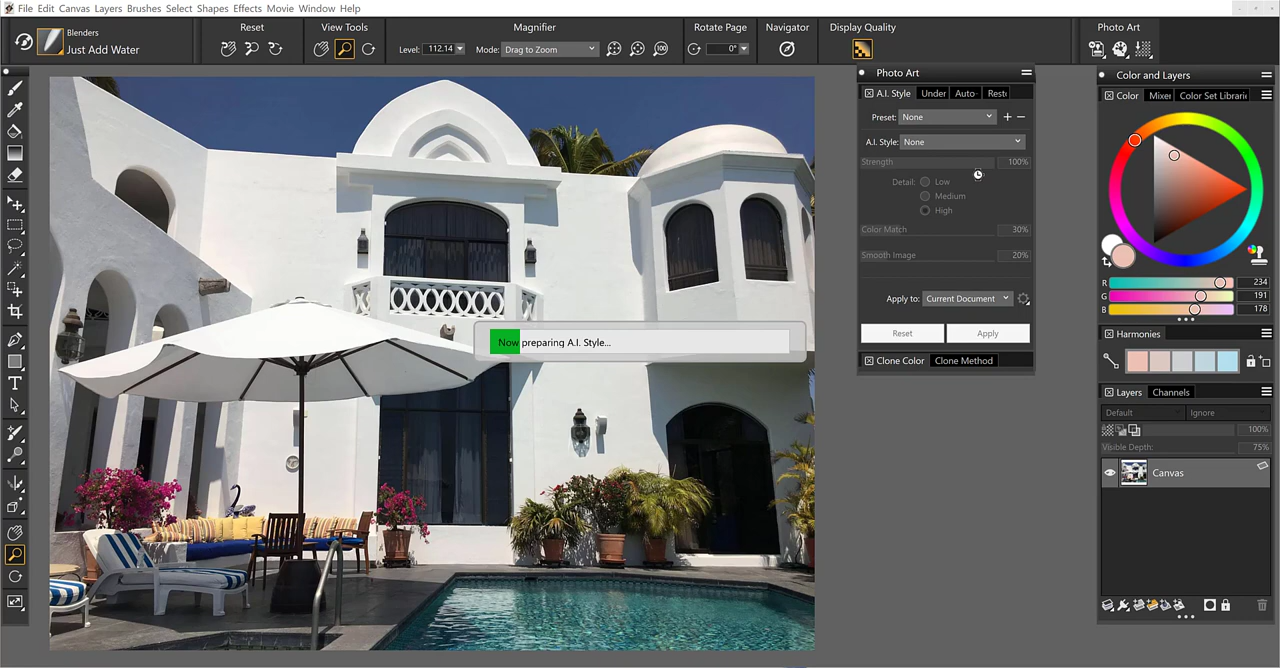 File Edit Canvas Layers Brushes Select Shapes Effects Movie Window Help
Blenders
Just Add Water
Reset
View Tools
Magnifier
Level: 112.14
Mode: Drag to Zoom
100
Rotate Page
0°
Navigator
Display Quality
Photo Art
Photo Art
A.I. Style Under Auto- Resto
Preset: None
A.I. Style: None
Strength 100%
Detail: Low
Medium
High
Color Match 30%
Smooth Image 20%
Apply to: Current Document
Reset Apply
Clone Color Clone Method
Now preparing A.I. Style...
Color and Layers
Color Mixer Color Set Librari
R 234
G 191
B 178
Harmonies
Layers Channels
Default Ignore
100%
Visible Depth: 75%
Canvas